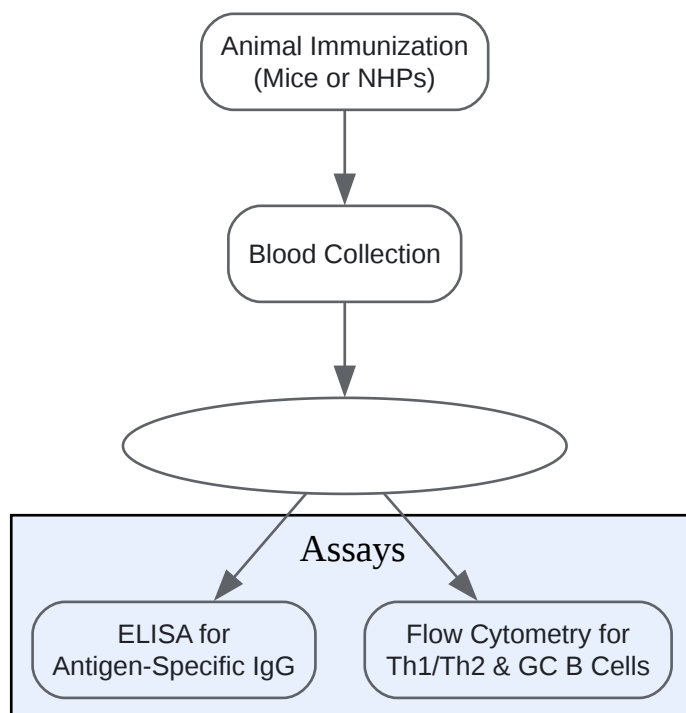 Animal Immunization
(Mice or NHPs)
Blood Collection
Assays
ELISA for
Antigen-Specific IgG
Flow Cytometry for
Th1/Th2 & GC B Cells